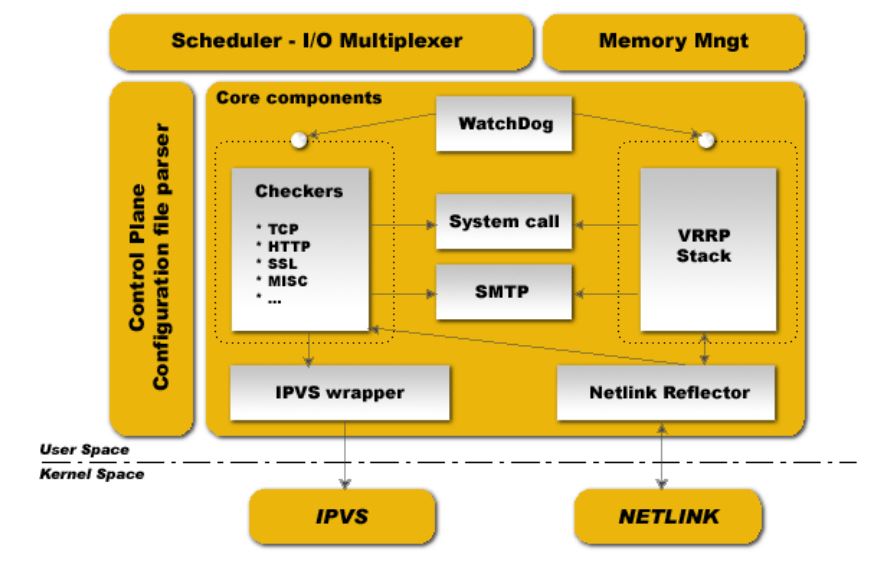 Scheduler - I/O Multiplexer
Memory Mngt
Control Plane
Configuration file parser
Core components
WatchDog
Checkers
* TCP
* HTTP
* SSL
* MISC
* ...
System call
SMTP
VRRP
Stack
IPVS wrapper
Netlink Reflector
User Space
Kernel Space
IPVS
NETLINK